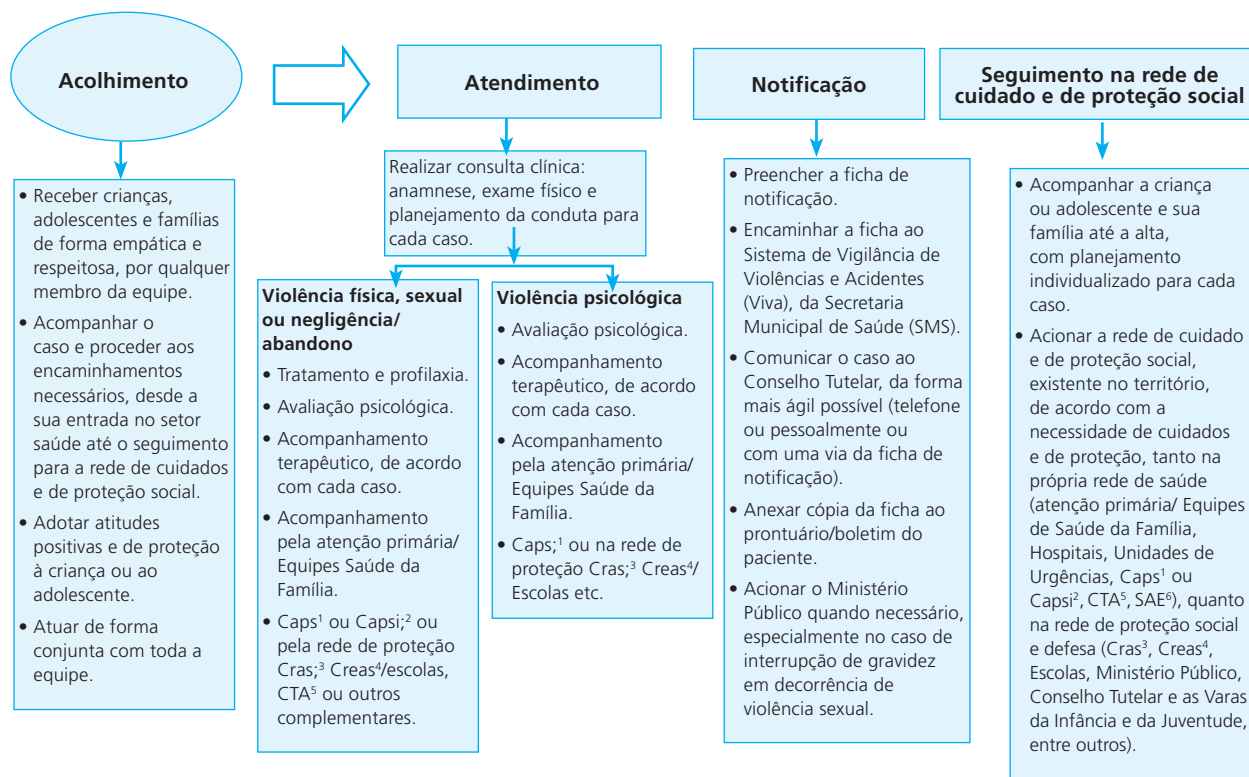 Acolhimento
Atendimento
Notificação
Seguimento na rede de
cuidado e de proteção social
• Receber crianças,
adolescentes e famílias
de forma empática e
respeitosa, por qualquer
membro da equipe.
• Acompanhar o
caso e proceder aos
encaminhamentos
necessários, desde a
sua entrada no setor
saúde até o seguimento
para a rede de cuidados
e de proteção social.
• Adotar atitudes
positivas e de proteção
à criança ou ao
adolescente.
• Atuar de forma
conjunta com toda a
equipe.
Realizar consulta clínica:
anamnese, exame físico e
planejamento da conduta para
cada caso.
Violência física, sexual
ou negligência/
abandono
• Tratamento e profilaxia.
• Avaliação psicológica.
• Acompanhamento
terapêutico, de acordo
com cada caso.
• Acompanhamento
pela atenção primária/
Equipes Saúde da
Família.
• Caps¹ ou Capsi;² ou
pela rede de proteção
Cras;³ Creas⁴/escolas,
CTA⁵ ou outros
complementares.
Violência psicológica
• Avaliação psicológica.
• Acompanhamento
terapêutico, de acordo
com cada caso.
• Acompanhamento
pela atenção primária/
Equipes Saúde da
Família.
• Caps;¹ ou na rede de
proteção Cras;³ Creas⁴/
Escolas etc.
• Preencher a ficha de
notificação.
• Encaminhar a ficha ao
Sistema de Vigilância de
Violências e Acidentes
(Viva), da Secretaria
Municipal de Saúde (SMS).
• Comunicar o caso ao
Conselho Tutelar, da forma
mais ágil possível (telefone
ou pessoalmente ou
com uma via da ficha de
notificação).
• Anexar cópia da ficha ao
prontuário/boletim do
paciente.
• Acionar o Ministério
Público quando necessário,
especialmente no caso de
interrupção de gravidez
em decorrência de
violência sexual.
• Acompanhar a criança
ou adolescente e sua
família até a alta,
com planejamento
individualizado para cada
caso.
• Acionar a rede de cuidado
e de proteção social,
existente no território,
de acordo com a
necessidade de cuidados
e de proteção, tanto na
própria rede de saúde
(atenção primária/ Equipes
de Saúde da Família,
Hospitais, Unidades de
Urgências, Caps¹ ou
Capsi², CTA⁵, SAE⁶), quanto
na rede de proteção social
e defesa (Cras³, Creas⁴,
Escolas, Ministério Público,
Conselho Tutelar e as Varas
da Infância e da Juventude,
entre outros).